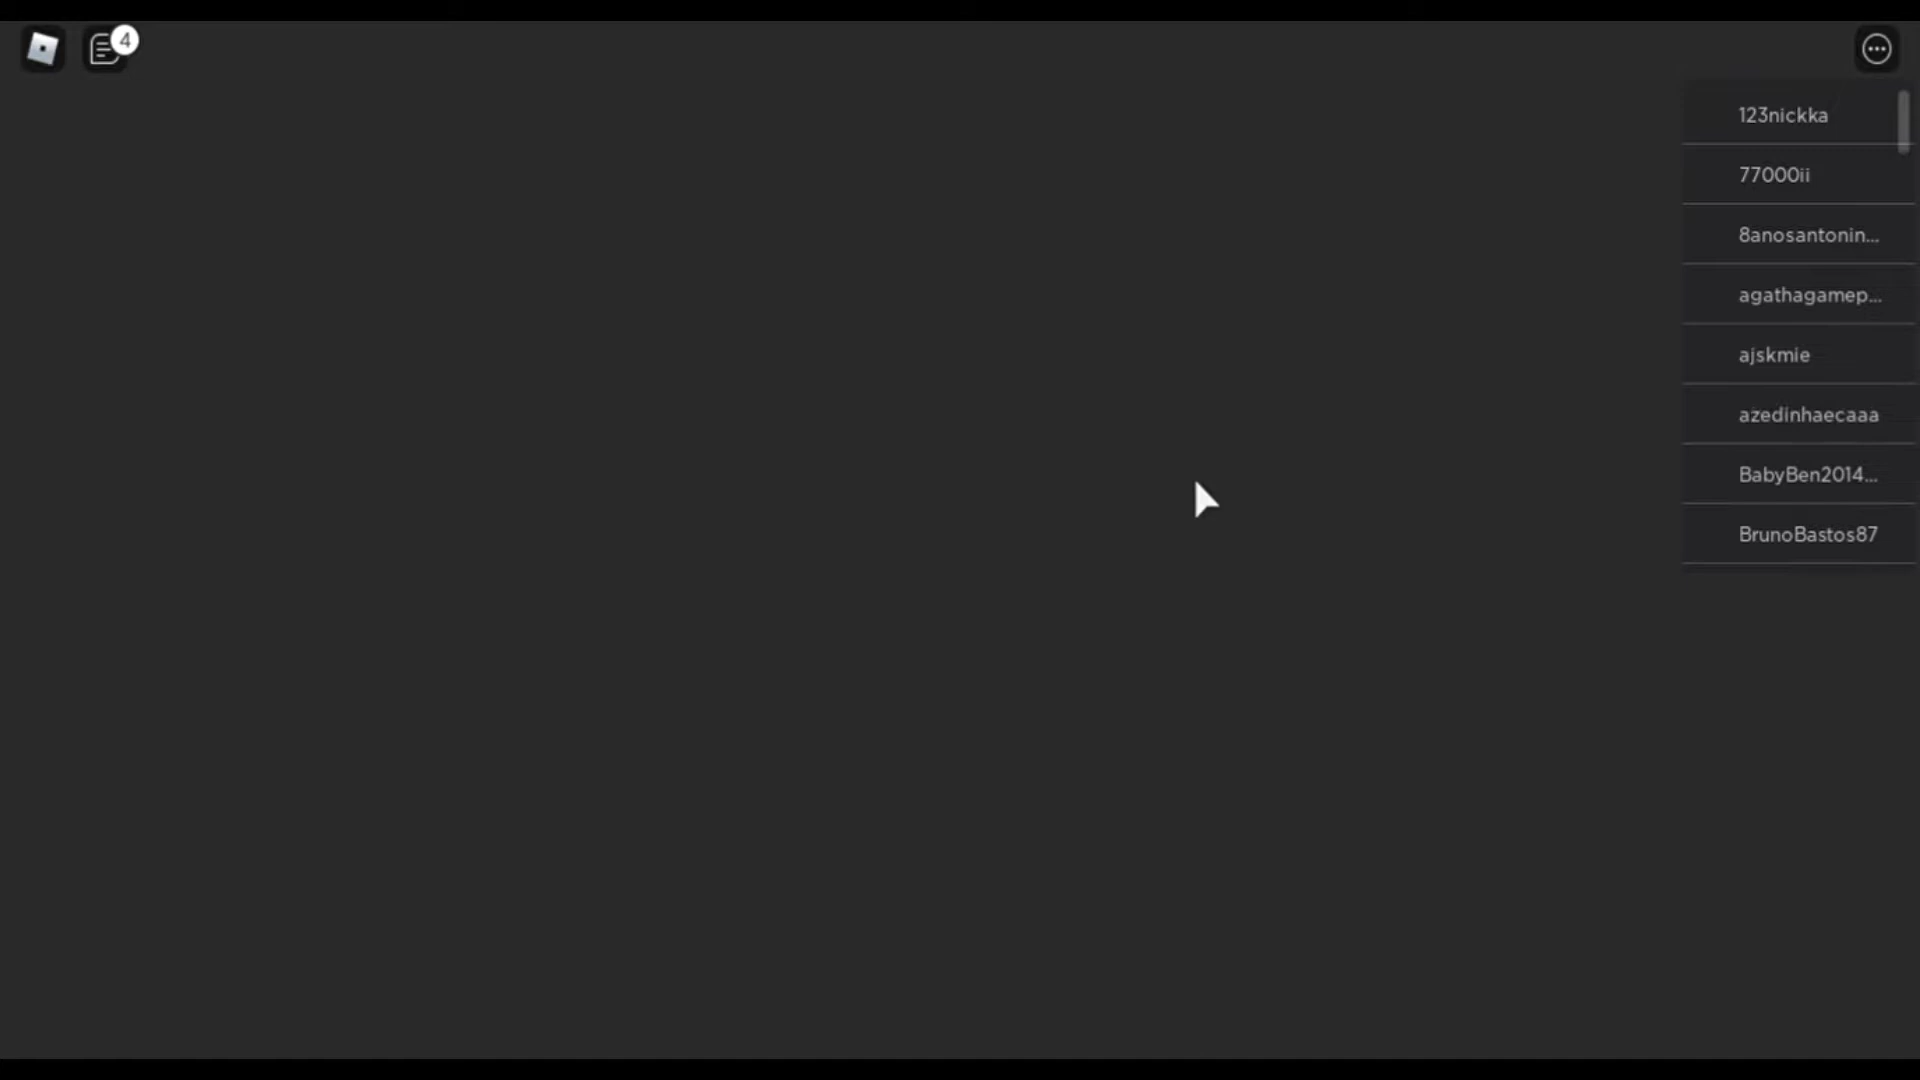 4
123nickka
77000ii
8anosantonin...
agathagamep...
ajskmie
azedinhaecaaa
BabyBen2014...
BrunoBastos87